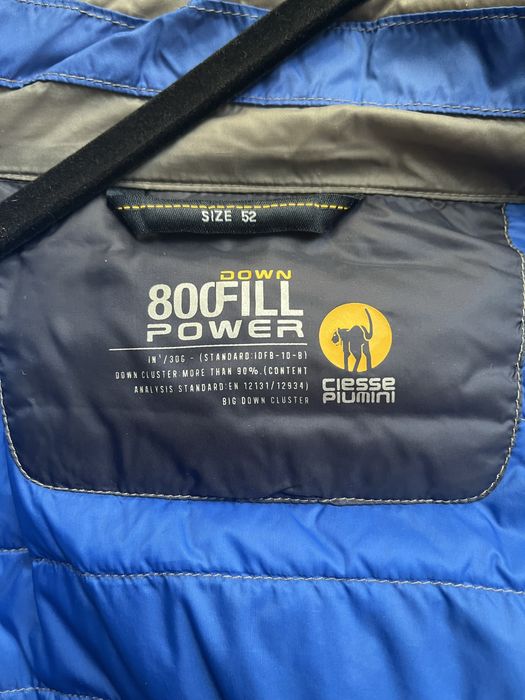 SIZE 52
DOWN
800FILL
POWER
IN³/30G - (STANDARD:IDFB-10-B)
DOWN CLUSTER:MORE THAN 90%.(CONTENT
ANALYSIS STANDARD:EN 12131/12934)
BIG DOWN CLUSTER
ciesse
piumini